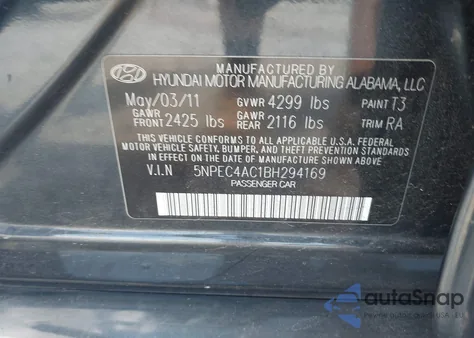 MANUFACTURED BY
HYUNDAI MOTOR MANUFACTURING ALABAMA, LLC
May/03/11 GVWR 4299 lbs PAINT T3
GAWR FRONT 2425 lbs GAWR REAR 2116 lbs TRIM RA
THIS VEHICLE CONFORMS TO ALL APPLICABLE U.S.A. FEDERAL
MOTOR VEHICLE SAFETY, BUMPER, AND THEFT PREVENTION STANDARDS
IN EFFECT ON THE DATE OF MANUFACTURE SHOWN ABOVE.
V.I.N 5NPEC4AC1BH294169
PASSENGER CAR
autoSnap